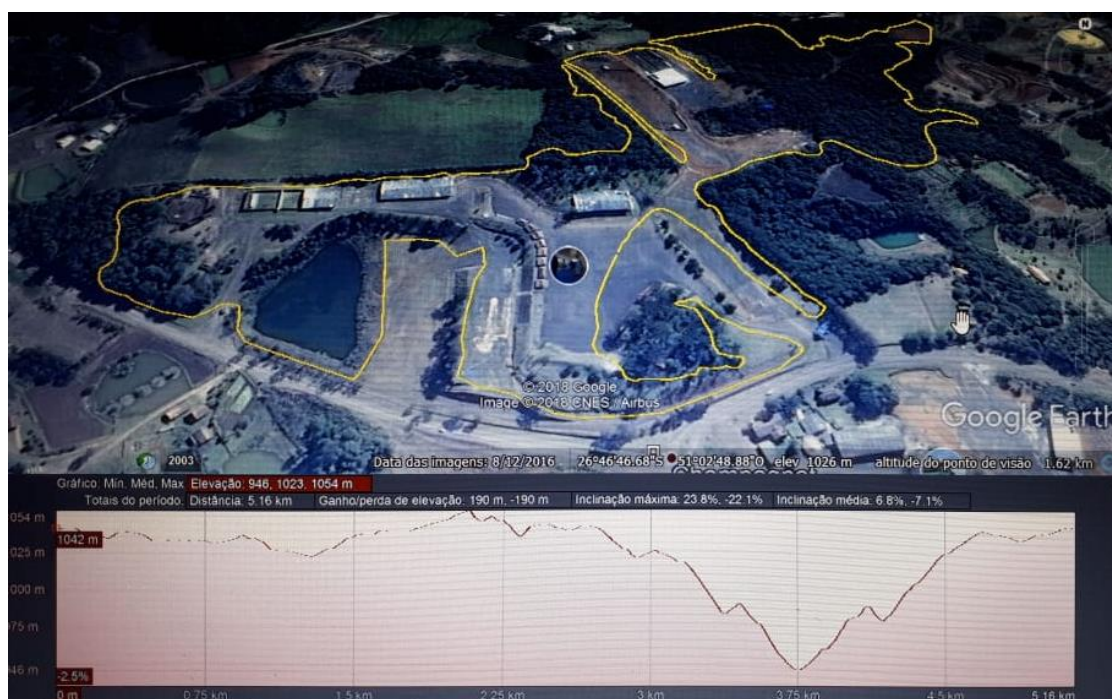 N
© 2018 Google
Image © 2018 CNES / Airbus
Google Earth
2003
Data das imagens: 8/12/2016 26°46'46.68"S 51°02'48.88"O elev 1026 m altitude do ponto de visão 1.62 km
Gráfico: Mín, Méd, Max Elevação: 946, 1023, 1054 m
Totais do período: Distância: 5.16 km Ganho/perda de elevação: 190 m, -190 m Inclinação máxima: 23.8%, -22.1% Inclinação média: 6.8%, -7.1%
1054 m
1042 m
025 m
000 m
975 m
946 m
-2.5%
0 m 0.75 km 1.5 km 2.25 km 3 km 3.75 km 4.5 km 5.16 km